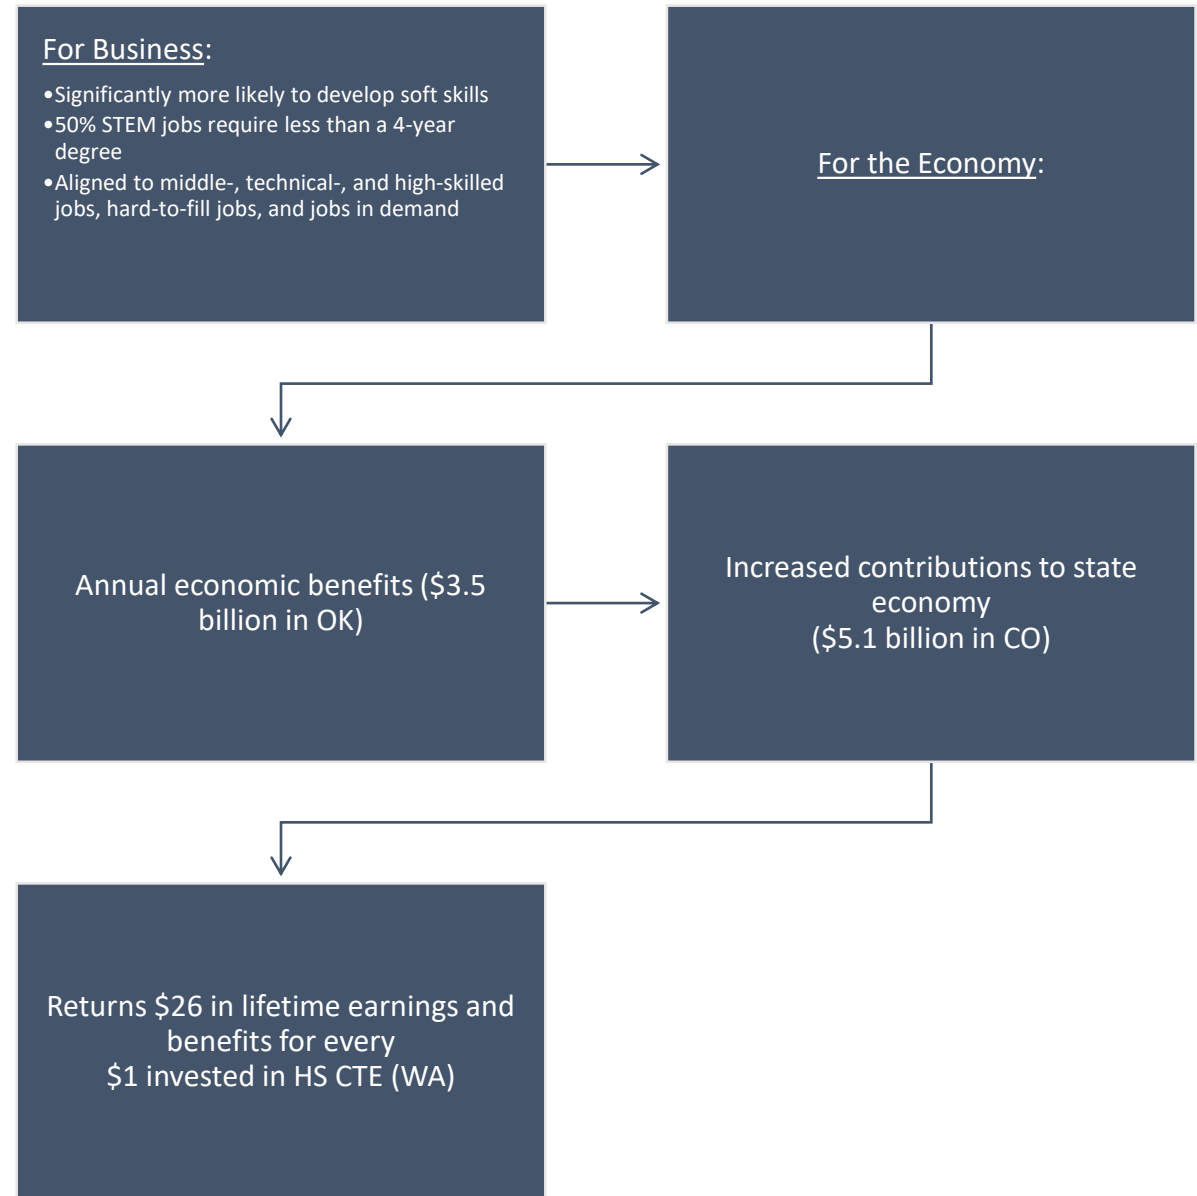 For Business:
•Significantly more likely to develop soft skills
•50% STEM jobs require less than a 4-year
degree
•Aligned to middle-, technical-, and high-skilled
jobs, hard-to-fill jobs, and jobs in demand
For the Economy:
Annual economic benefits ($3.5
billion in OK)
Increased contributions to state
economy
($5.1 billion in CO)
Returns $26 in lifetime earnings and
benefits for every
$1 invested in HS CTE (WA)